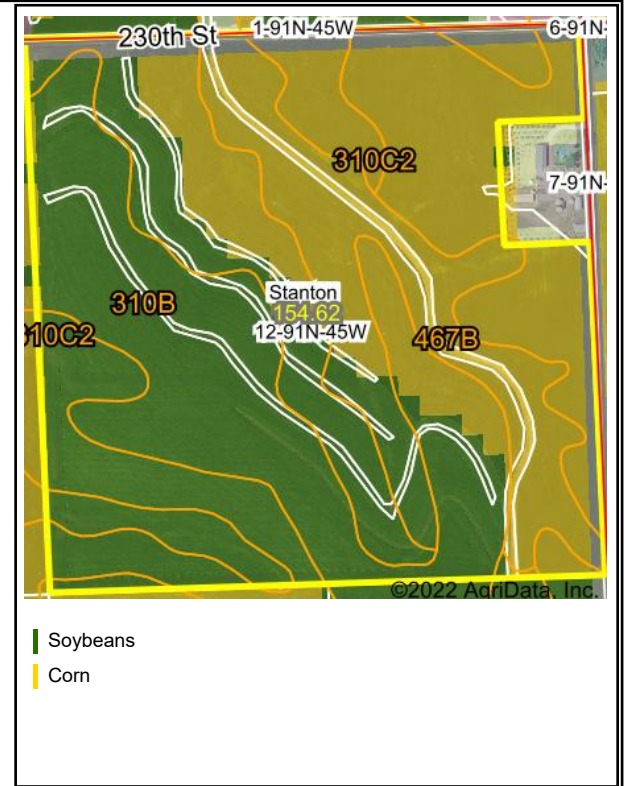 230th St
1-91N-45W
6-91N-
310C2
7-91N-
Stanton
154.62
12-91N-45W
310B
310C2
467B
©2022 AgriData, Inc.
Soybeans
Corn